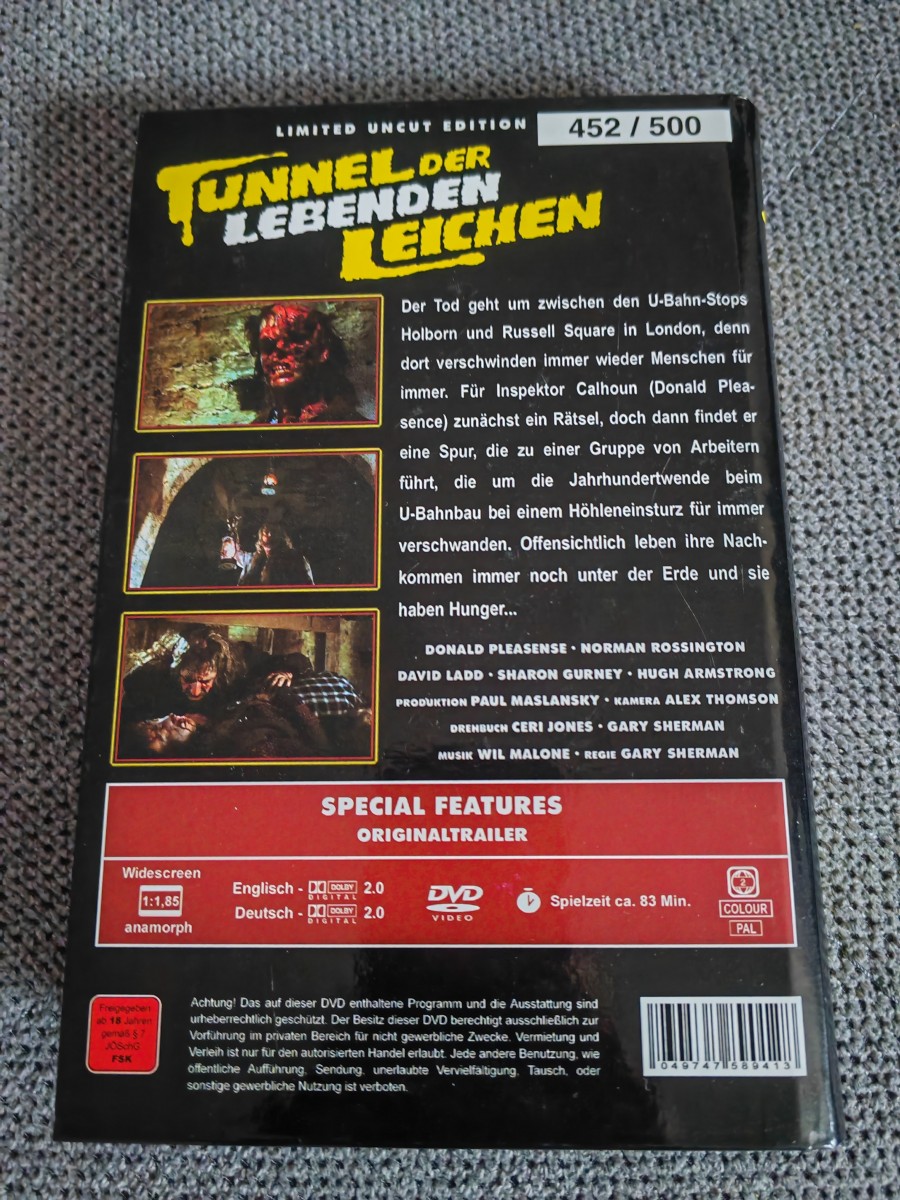 LIMITED UNCUT EDITION
452 / 500
TUNNEL DER
LEBENDEN
LEICHEN
Der Tod geht um zwischen den U-Bahn-Stops
Holborn und Russell Square in London, denn
dort verschwinden immer wieder Menschen für
immer. Für Inspektor Calhoun (Donald Plea-
sence) zunächst ein Rätsel, doch dann findet er
eine Spur, die zu einer Gruppe von Arbeitern
führt, die um die Jahrhundertwende beim
U-Bahnbau bei einem Höhleneinsturz für immer
verschwanden. Offensichtlich leben ihre Nach-
kommen immer noch unter der Erde und sie
haben Hunger...
DONALD PLEASENSE • NORMAN ROSSINGTON
DAVID LADD • SHARON GURNEY • HUGH ARMSTRONG
PRODUKTION PAUL MASLANSKY • KAMERA ALEX THOMSON
DREHBUCH CERI JONES • GARY SHERMAN
MUSIK WIL MALONE • REGIE GARY SHERMAN
SPECIAL FEATURES
ORIGINALTRAILER
Widescreen
1:1,85
anamorph
Englisch - DOLBY DIGITAL 2.0
Deutsch - DOLBY DIGITAL 2.0
DVD
VIDEO
Spielzeit ca. 83 Min.
2
COLOUR
PAL
Freigegeben
ab 18 Jahren
gemäß § 7
JÖSchG
FSK
Achtung! Das auf dieser DVD enthaltene Programm und die Ausstattung sind
urheberrechtlich geschützt. Der Besitz dieser DVD berechtigt ausschließlich zur
Vorführung im privaten Bereich für nicht gewerbliche Zwecke. Vermietung und
Verleih ist nur für den autorisierten Handel erlaubt. Jede andere Benutzung, wie
öffentliche Aufführung, Sendung, unerlaubte Vervielfältigung, Tausch, oder
sonstige gewerbliche Nutzung ist verboten.
0 49747 589413